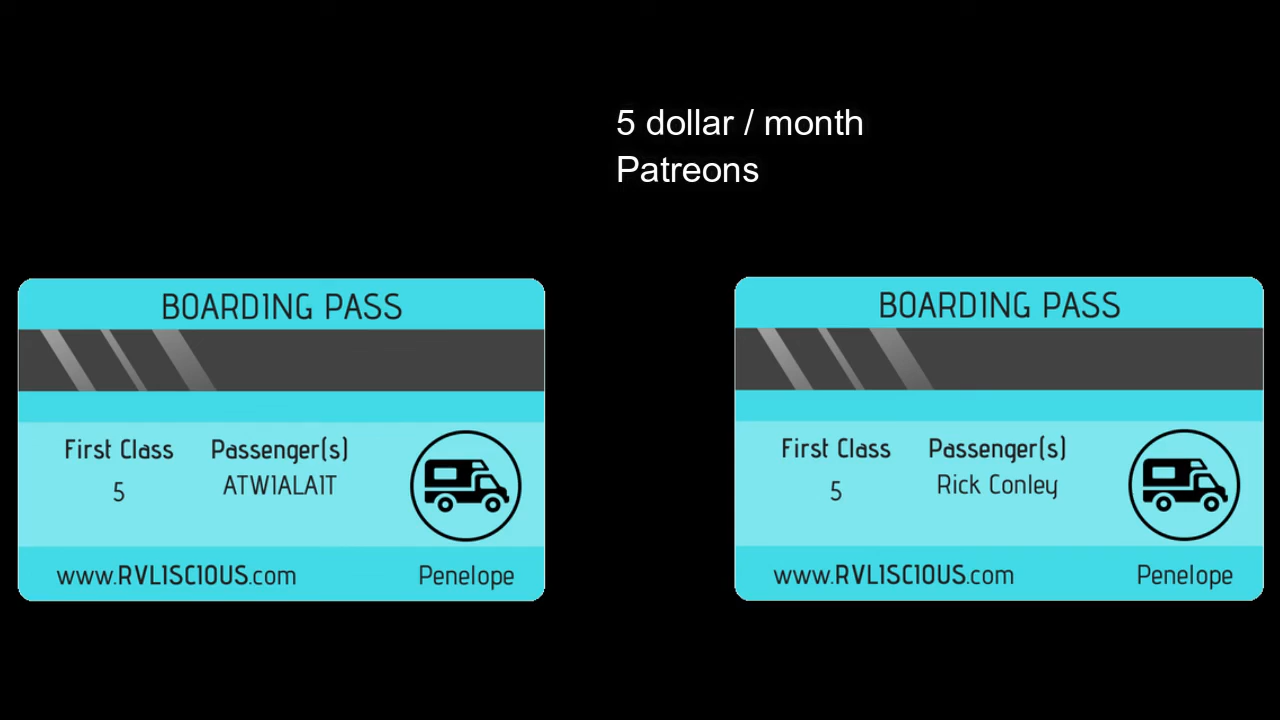 5 dollar / month
Patreons
BOARDING PASS
First Class Passenger(s)
5 ATW1ALAIT
www.RVLISCIOUS.com Penelope
BOARDING PASS
First Class Passenger(s)
5 Rick Conley
www.RVLISCIOUS.com Penelope